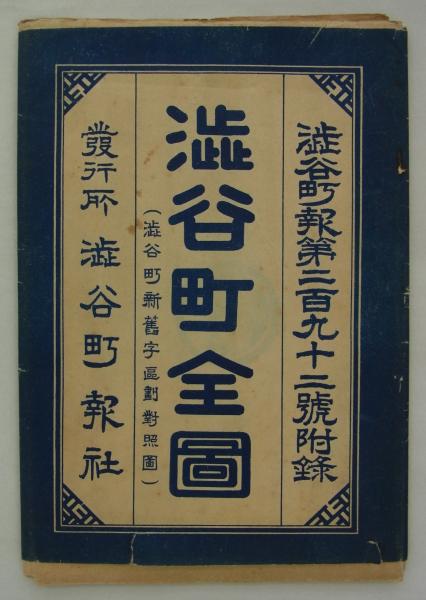 澁谷町報第二百九十二號附錄
澁谷町全圖
(澁谷町新舊字區劃對照圖)
發行所 澁谷町報社